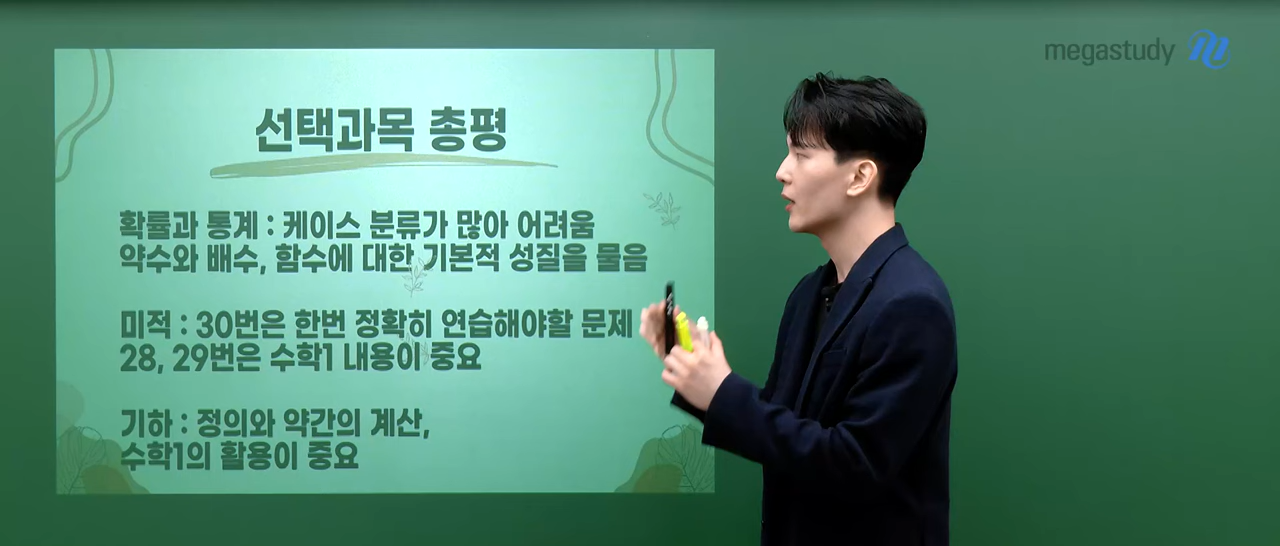 megastudy
선택과목 총평
확률과 통계 : 케이스 분류가 많아 어려움
약수와 배수, 함수에 대한 기본적 성질을 물음
미적 : 30번은 한번 정확히 연습해야할 문제
28, 29번은 수학1 내용이 중요
기하 : 정의와 약간의 계산,
수학1의 활용이 중요